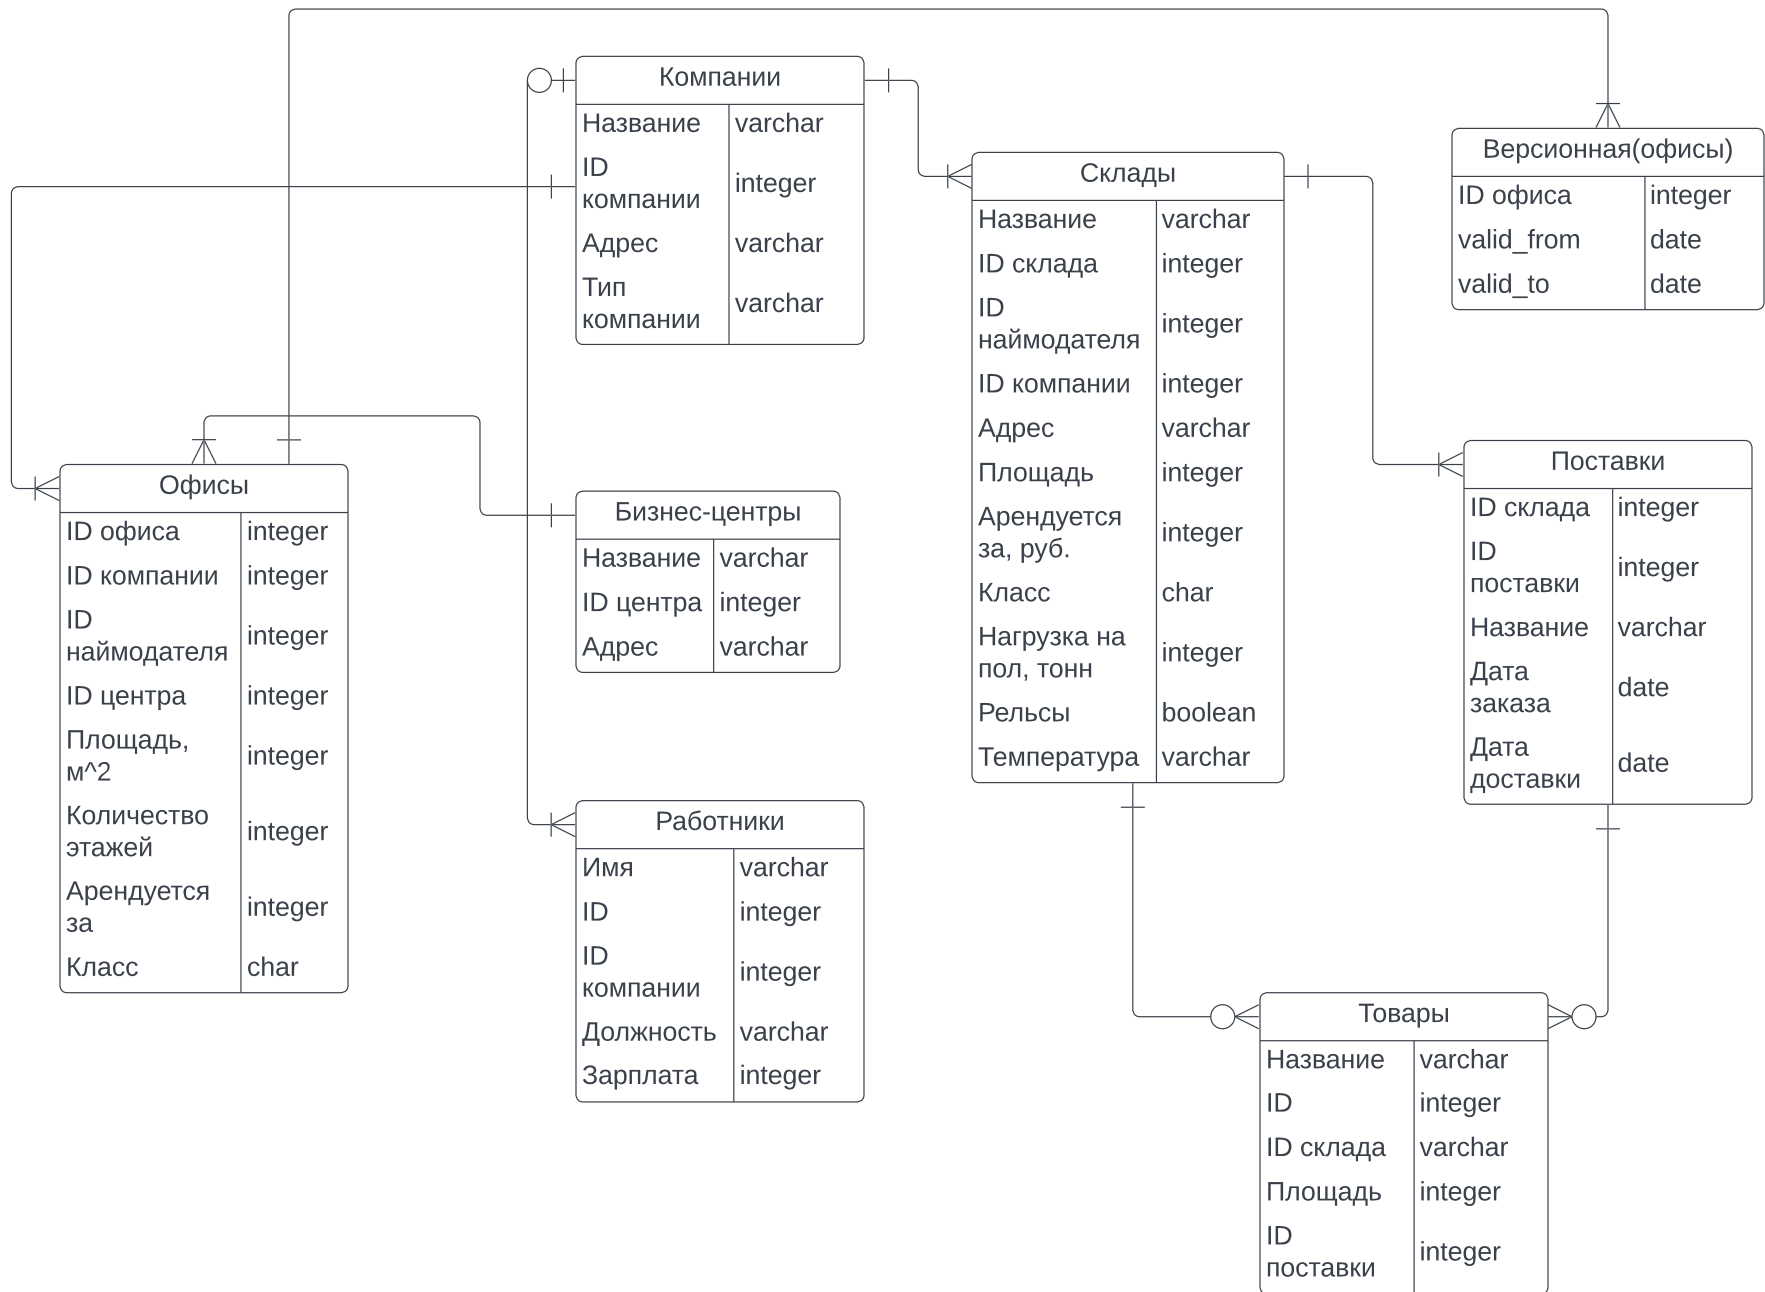 Компании
Название varchar
ID
компании integer
Адрес varchar
Тип
компании varchar
Склады
Название varchar
ID склада integer
ID
наймодателя integer
ID компании integer
Адрес varchar
Площадь integer
Арендуется
за, руб. integer
Класс char
Нагрузка на
пол, тонн integer
Рельсы boolean
Температура varchar
Версионная(офисы)
ID офиса integer
valid_from date
valid_to date
Офисы
ID офиса integer
ID компании integer
ID
наймодателя integer
ID центра integer
Площадь,
м^2 integer
Количество
этажей integer
Арендуется
за integer
Класс char
Бизнес-центры
Название varchar
ID центра integer
Адрес varchar
Поставки
ID склада integer
ID
поставки integer
Название varchar
Дата
заказа date
Дата
доставки date
Работники
Имя varchar
ID integer
ID
компании integer
Должность varchar
Зарплата integer
Товары
Название varchar
ID integer
ID склада varchar
Площадь integer
ID
поставки integer